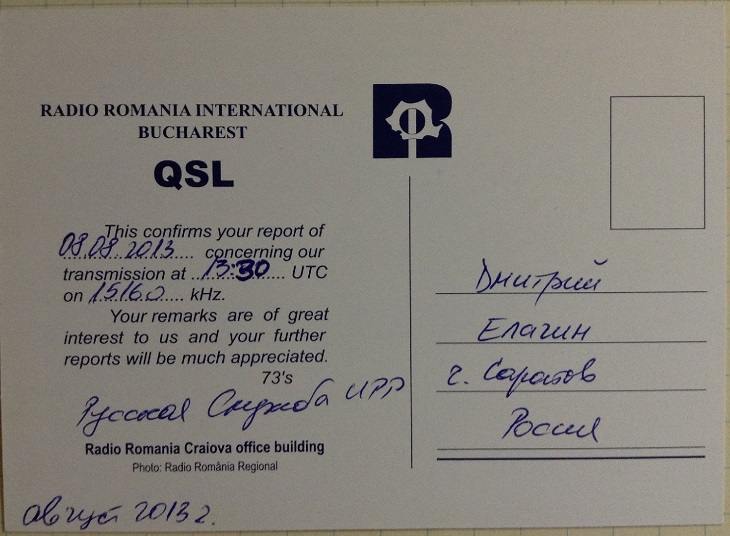 RADIO ROMANIA INTERNATIONAL
BUCHAREST
QSL
This confirms your report of
08.08.2013 concerning our
transmission at 13:30 UTC
on 15160 kHz.
Your remarks are of great
interest to us and your further
reports will be much appreciated.
73's
Русская Служба ИРР
Radio Romania Craiova office building
Photo: Radio România Regional
август 2013 г.
Дмитрий
Елагин
г. Саратов
Россия